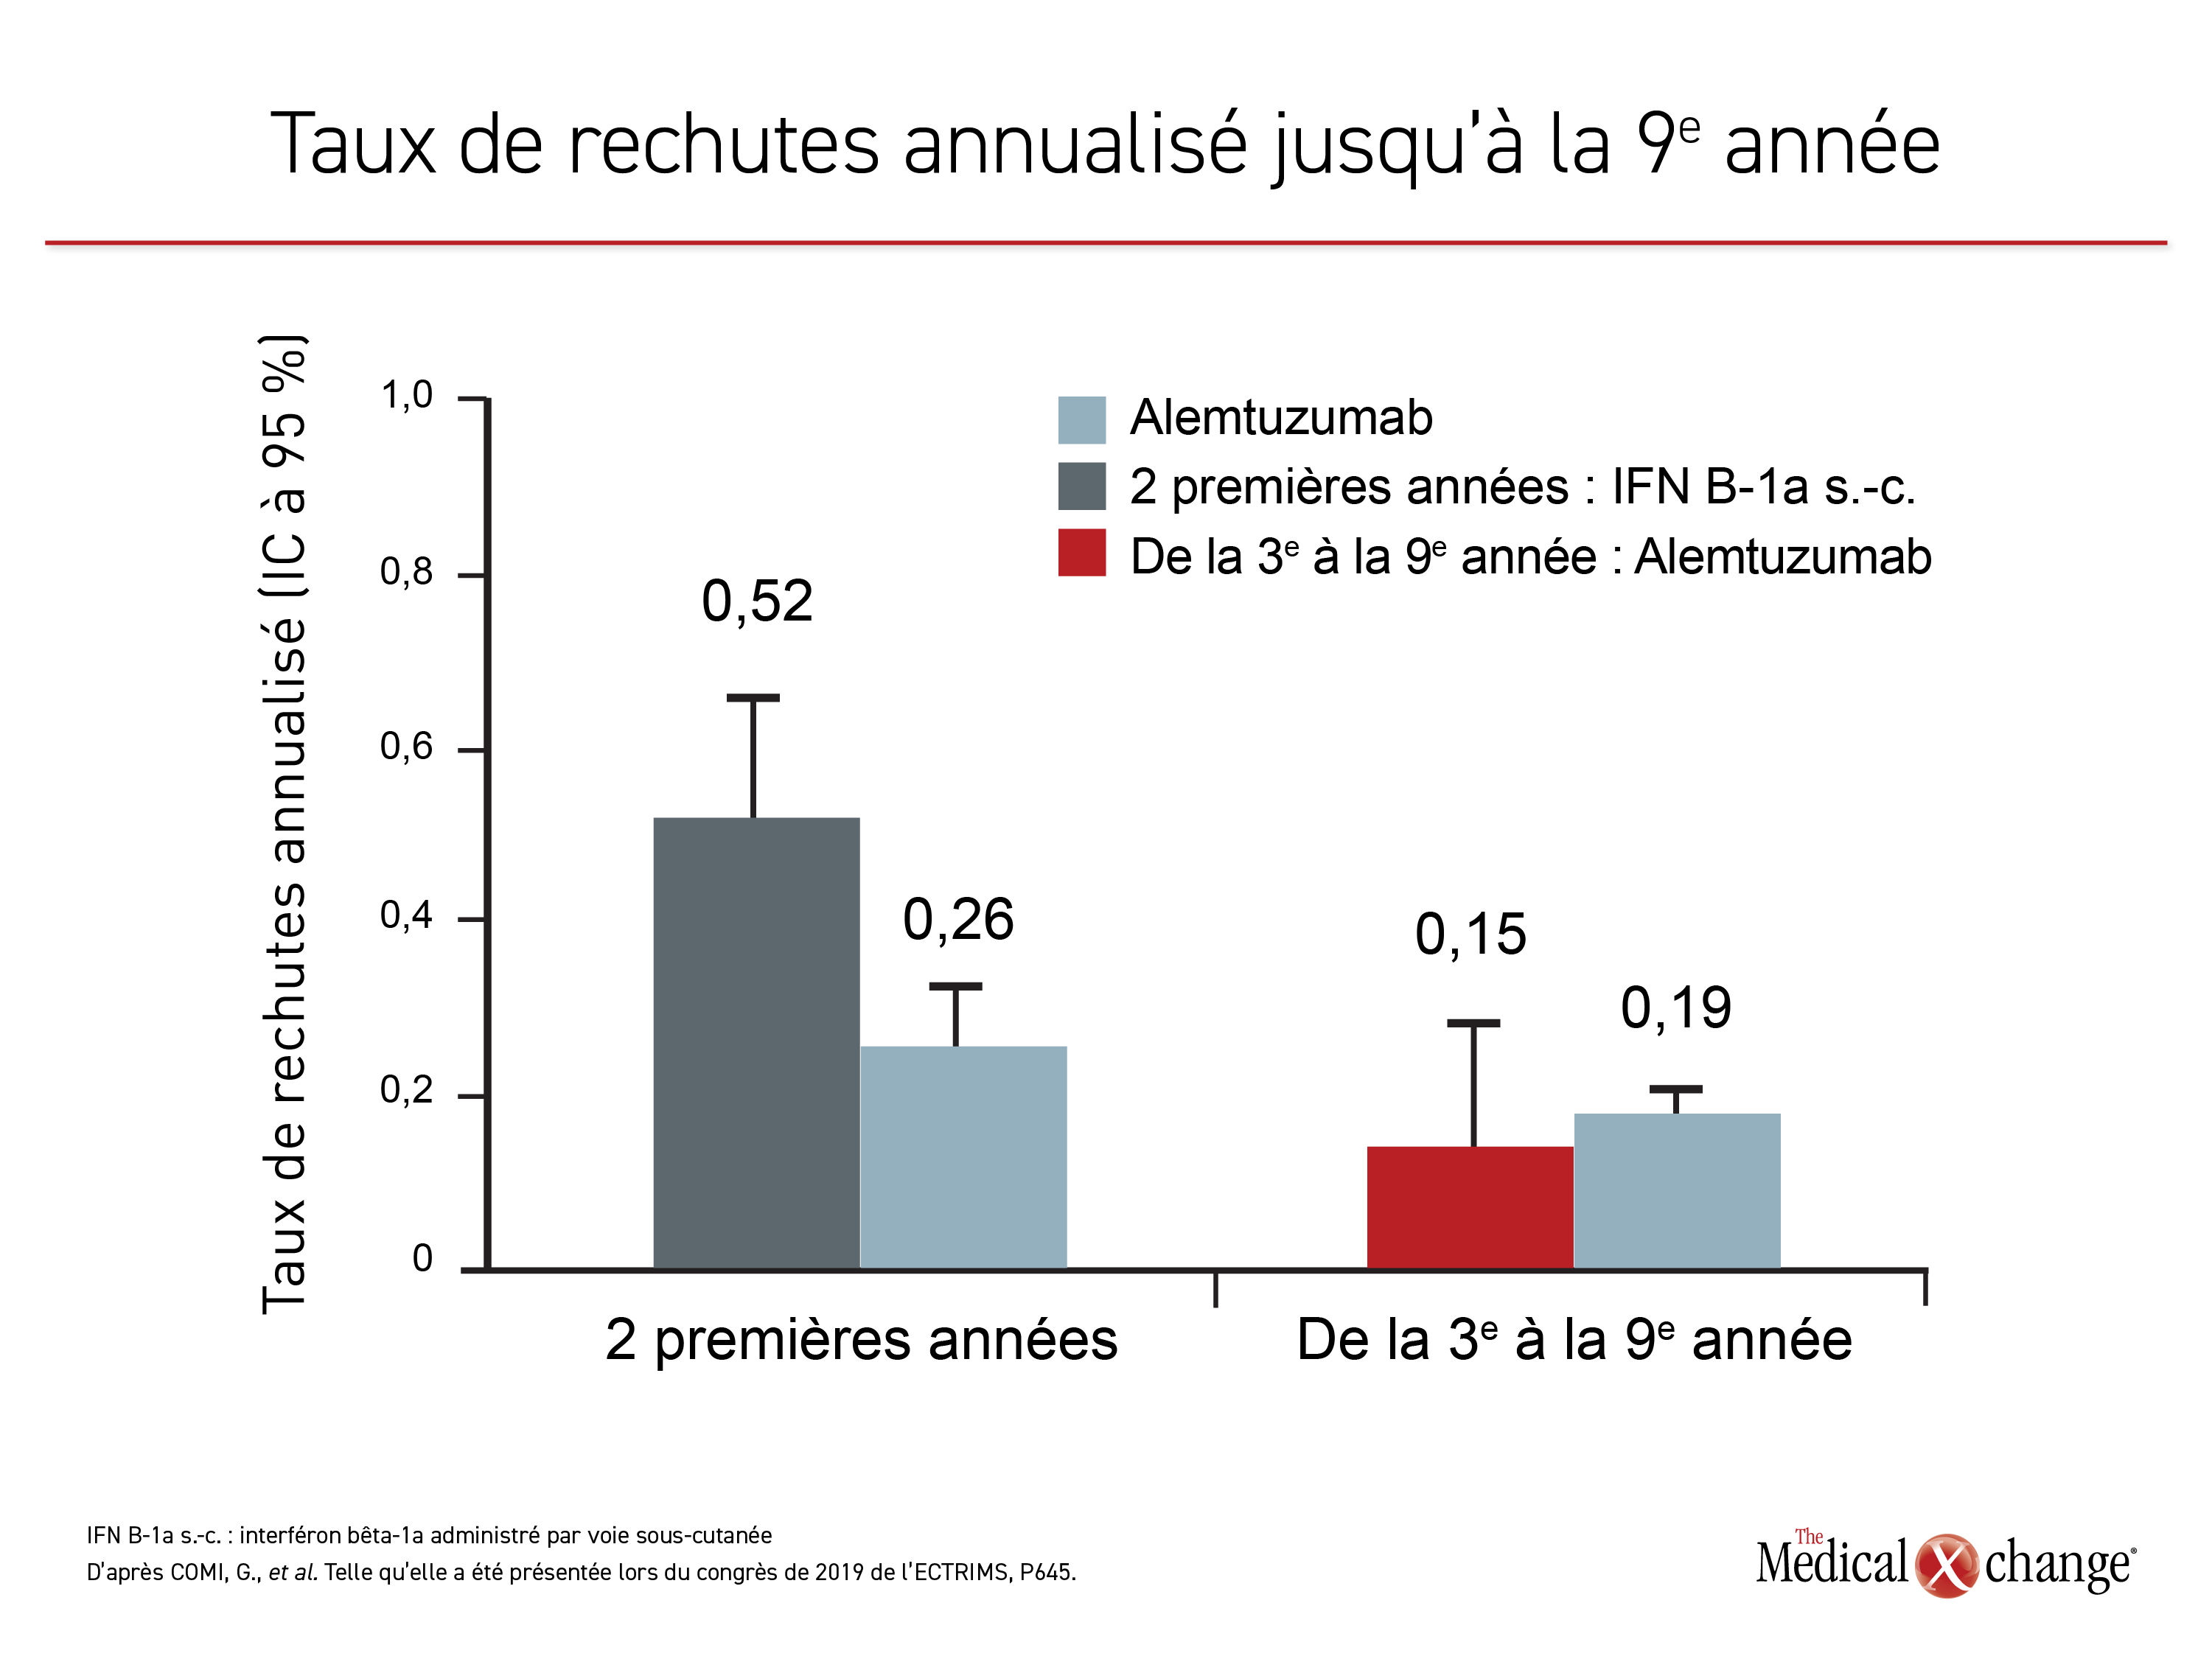 Taux de rechutes annualisé jusqu’à la 9e année
Taux de rechutes annualisé (IC à 95 %)
1,0
0,8
0,6
0,4
0,2
0
Alemtuzumab
2 premières années : IFN B-1a s.-c.
De la 3e à la 9e année : Alemtuzumab
0,52
0,26
0,15
0,19
2 premières années
De la 3e à la 9e année
IFN B-1a s.-c. : interféron bêta-1a administré par voie sous-cutanée
D’après COMI, G., et al. Telle qu’elle a été présentée lors du congrès de 2019 de l’ECTRIMS, P645.
The
Medical Xchange®